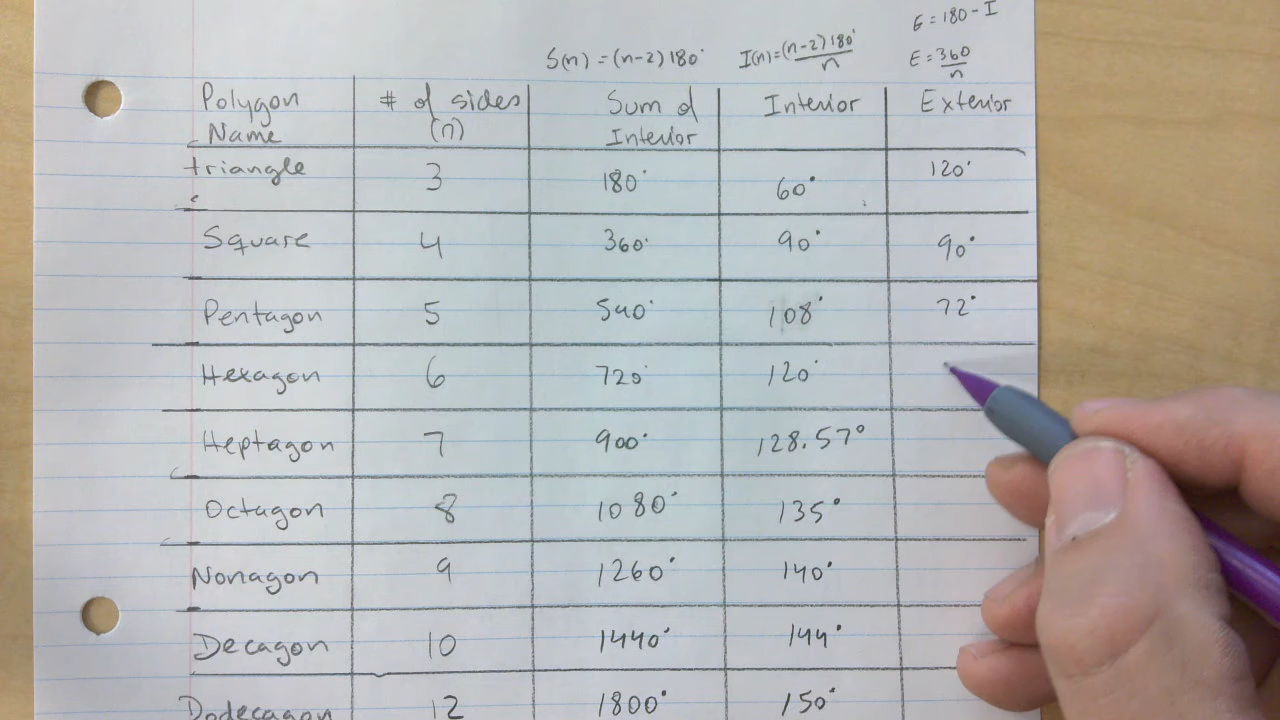 E = 180 - I
S(n) = (n-2) 180° I(n) = (n-2) 180° / n E = 360 / n
Polygon Name # of sides (n) Sum of Interior Interior Exterior
triangle 3 180° 60° 120°
Square 4 360° 90° 90°
Pentagon 5 540° 108° 72°
Hexagon 6 720° 120°
Heptagon 7 900° 128.57°
Octagon 8 1080° 135°
Nonagon 9 1260° 140°
Decagon 10 1440° 144°
Dodecagon 12 1800° 150°